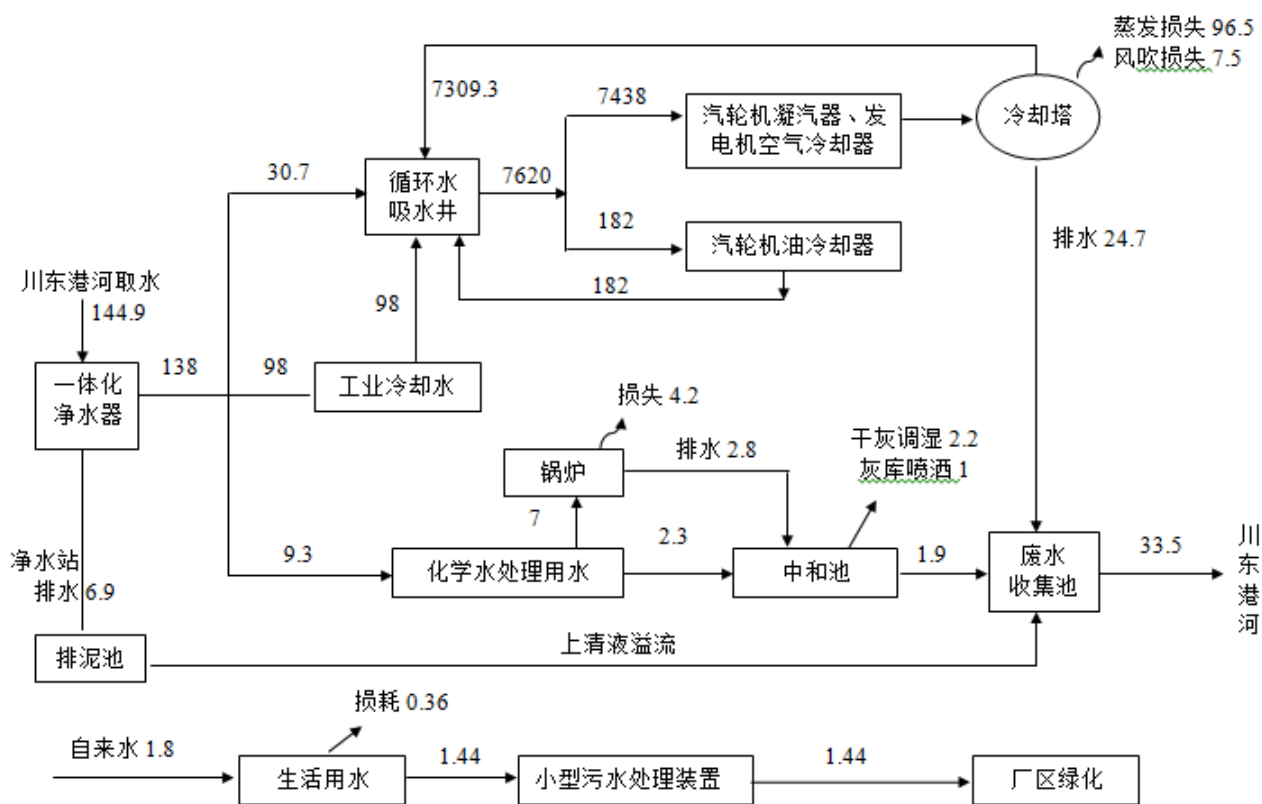 蒸发损失 96.5
风吹损失 7.5
7309.3
7438
汽轮机凝汽器、发
电机空气冷却器
冷却塔
30.7
循环水
吸水井
7620
182
汽轮机油冷却器
182
排水 24.7
川东港河取水
144.9
98
一体化
净水器
138
98
工业冷却水
损失 4.2
锅炉
排水 2.8
干灰调湿 2.2
灰库喷洒 1
7
净水站
排水 6.9
9.3
化学水处理用水
2.3
中和池
1.9
废水
收集池
33.5
川东港河
排泥池
上清液溢流
损耗 0.36
自来水 1.8
生活用水
1.44
小型污水处理装置
1.44
厂区绿化